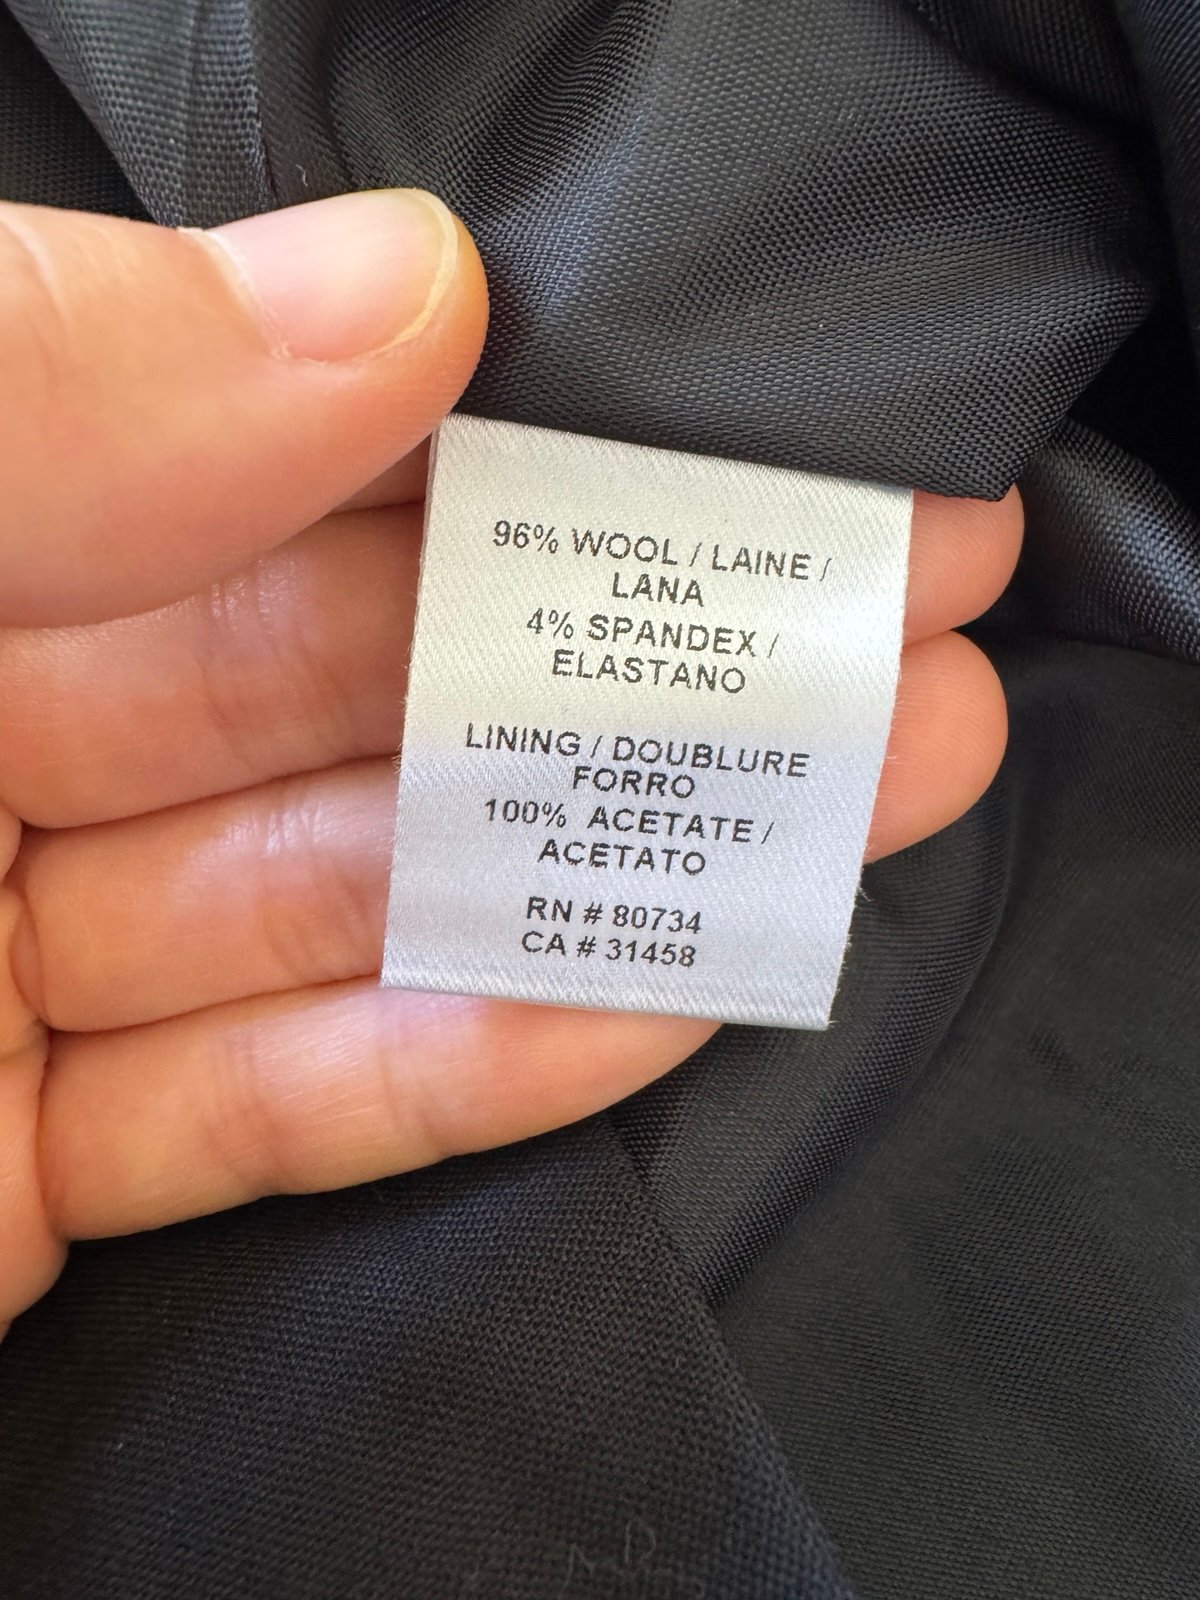 96% WOOL / LAINE /
LANA
4% SPANDEX /
ELASTANO
LINING / DOUBLURE
FORRO
100% ACETATE /
ACETATO
RN # 80734
CA # 31458